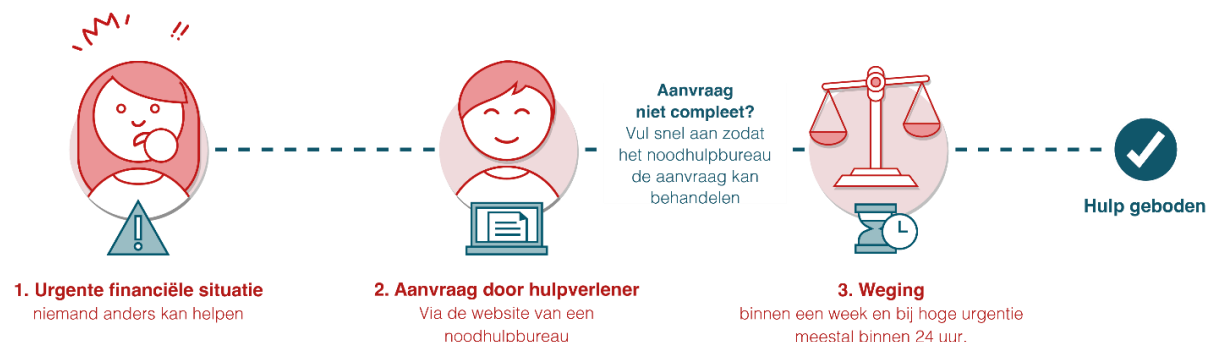 Aanvraag
niet compleet?
Vul snel aan zodat
het noodhulpbureau
de aanvraag kan
behandelen
Hulp geboden
1. Urgente financiële situatie
niemand anders kan helpen
2. Aanvraag door hulpverlener
Via de website van een
noodhulpbureau
3. Weging
binnen een week en bij hoge urgentie
meestal binnen 24 uur.